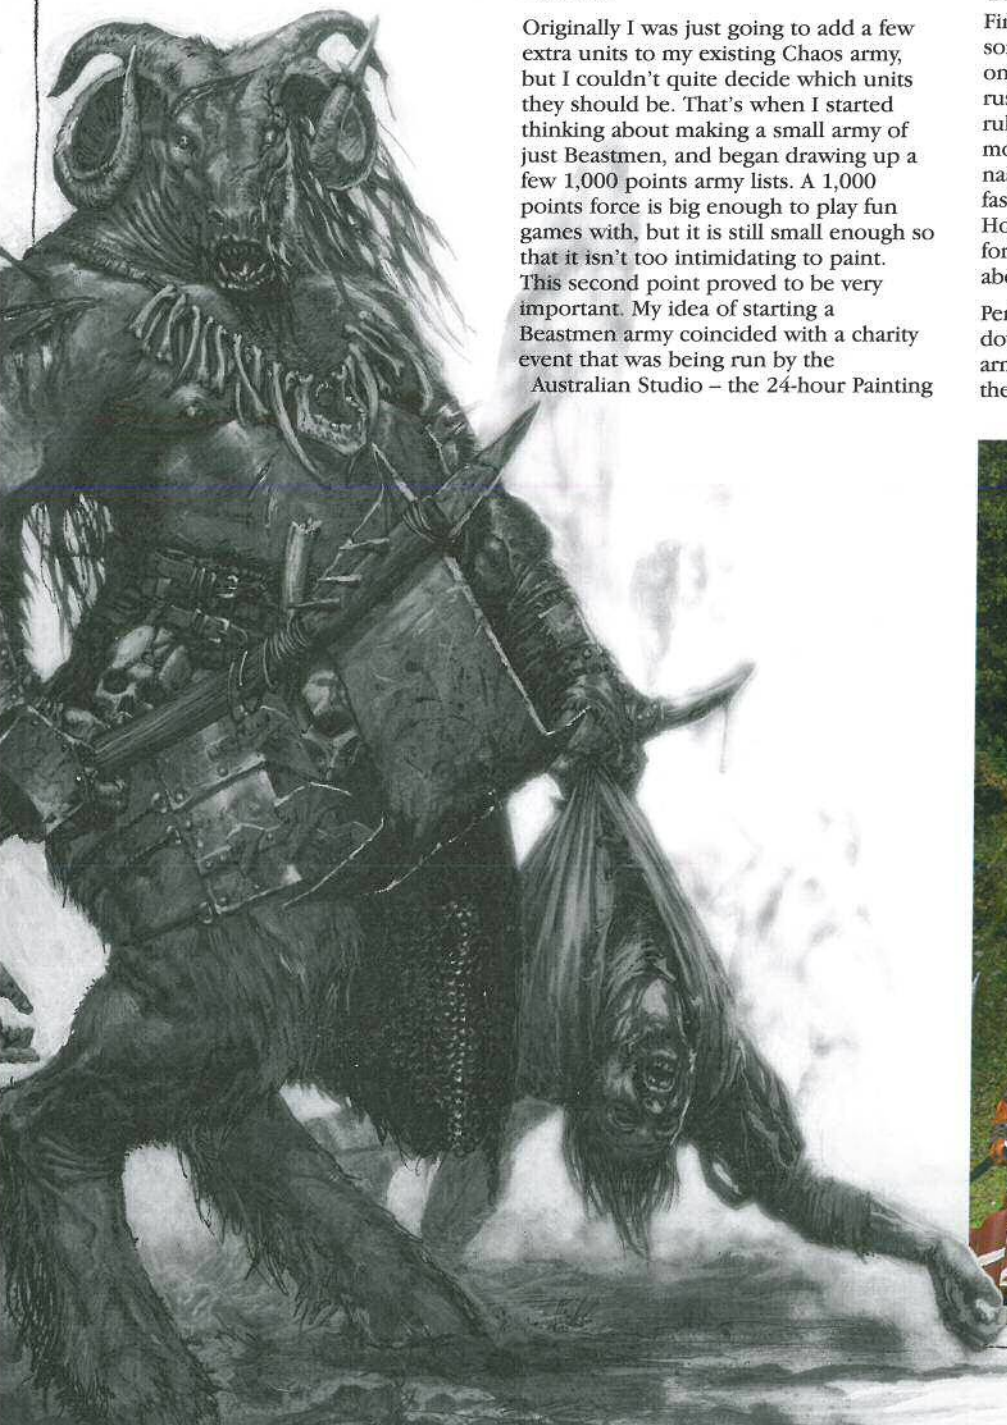 Originally I was just going to add a few
extra units to my existing Chaos army,
but I couldn't quite decide which units
they should be. That's when I started
thinking about making a small army of
just Beastmen, and began drawing up a
few 1,000 points army lists. A 1,000
points force is big enough to play fun
games with, but it is still small enough so
that it isn't too intimidating to paint.
This second point proved to be very
important. My idea of starting a
Beastmen army coincided with a charity
event that was being run by the
Australian Studio – the 24-hour Painting